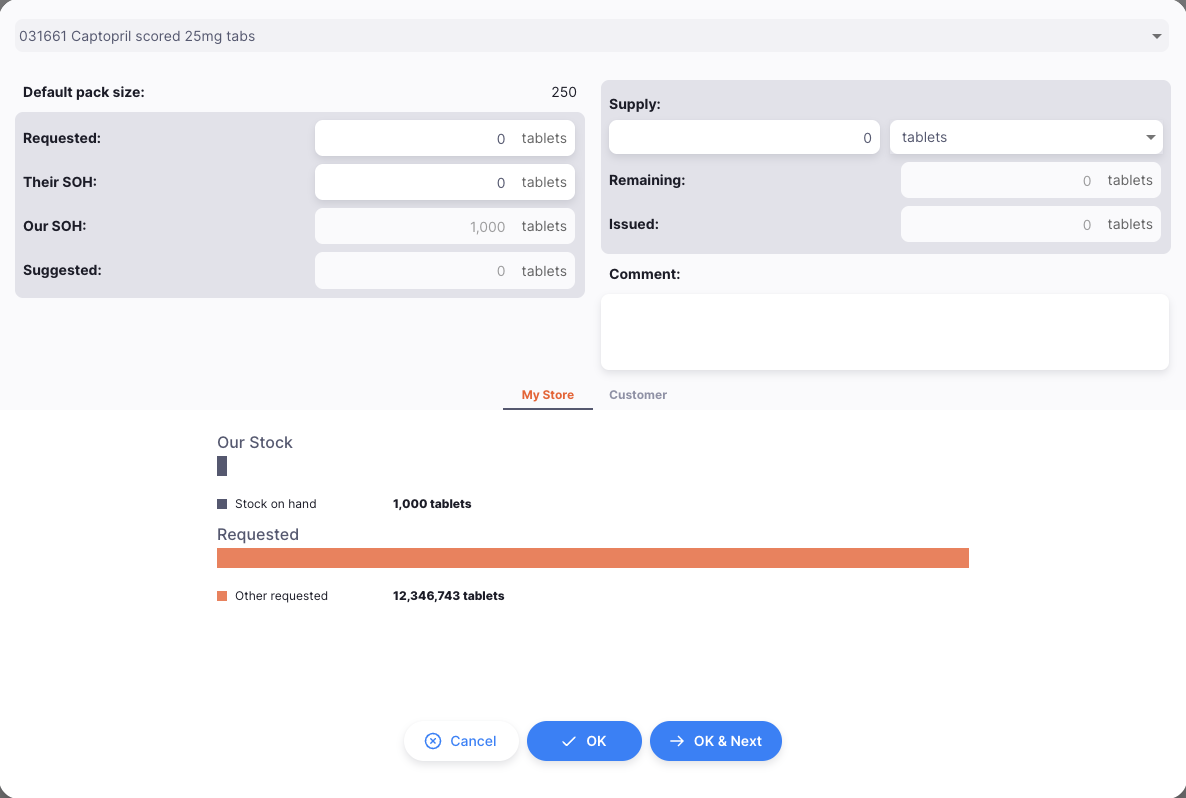 031661 Captopril scored 25mg tabs
Default pack size: 250
Requested: 0 tablets
Their SOH: 0 tablets
Our SOH: 1,000 tablets
Suggested: 0 tablets
Supply:
0 tablets
Remaining: 0 tablets
Issued: 0 tablets
Comment:
My Store Customer
Our Stock
Stock on hand 1,000 tablets
Requested
Other requested 12,346,743 tablets
Cancel OK OK & Next